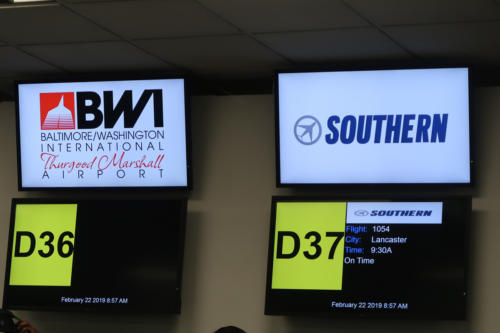 BWI
BALTIMORE/WASHINGTON
INTERNATIONAL
Thurgood Marshall
AIRPORT
SOUTHERN
D36
February 22 2019 8:57 AM
D37
SOUTHERN
Flight: 1054
City: Lancaster
Time: 9:30A
On Time
February 22 2019 8:57 AM